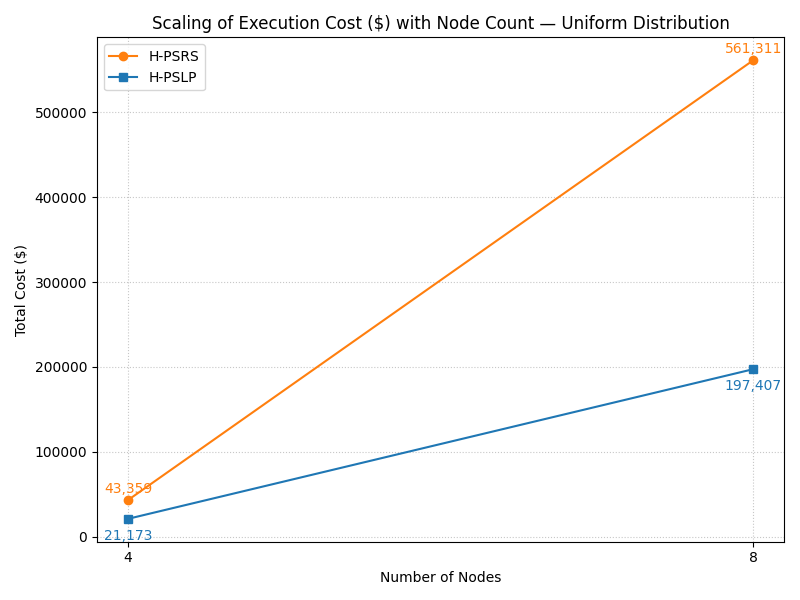 Scaling of Execution Cost ($) with Node Count — Uniform Distribution
H-PSRS
H-PSLP
561,311
500000
400000
300000
200000
197,407
100000
43,359
0
21,173
4
8
Total Cost ($)
Number of Nodes